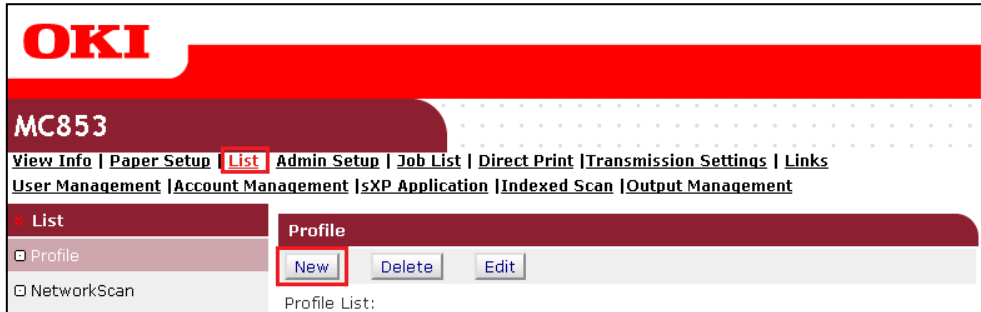 OKI
MC853
View Info | Paper Setup | List Admin Setup | Job List | Direct Print |Transmission Settings | Links
User Management |Account Management |sXP Application |Indexed Scan |Output Management
List
Profile
Profile
New Delete Edit
NetworkScan
Profile List: